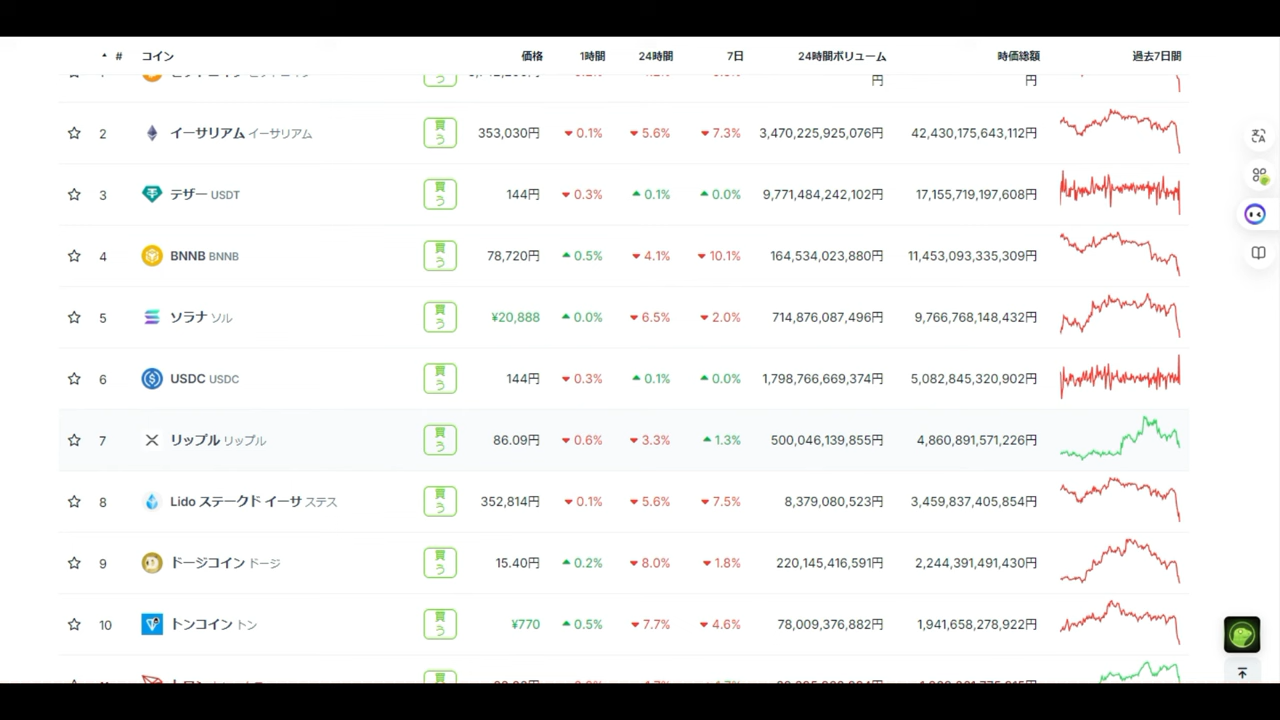 # コイン 価格 1時間 24時間 7日 24時間ボリューム 時価総額 過去7日間
円 円
2 イーサリアム イーサリアム 買う 353,030円 0.1% 5.6% 7.3% 3,470,225,925,076円 42,430,175,643,112円
3 テザー USDT 買う 144円 0.3% 0.1% 0.0% 9,771,484,242,102円 17,155,719,197,608円
4 BNNB BNNB 買う 78,720円 0.5% 4.1% 10.1% 164,534,023,880円 11,453,093,335,309円
5 ソラナ ソル 買う ¥20,888 0.0% 6.5% 2.0% 714,876,087,496円 9,766,768,148,432円
6 USDC USDC 買う 144円 0.3% 0.1% 0.0% 1,798,766,669,374円 5,082,845,320,902円
7 リップル リップル 買う 86.09円 0.6% 3.3% 1.3% 500,046,139,855円 4,860,891,571,226円
8 Lido ステークド イーサ ステス 買う 352,814円 0.1% 5.6% 7.5% 8,379,080,523円 3,459,837,405,854円
9 ドージコイン ドージ 買う 15.40円 0.2% 8.0% 1.8% 220,145,416,591円 2,244,391,491,430円
10 トンコイン トン 買う ¥770 0.5% 7.7% 4.6% 78,009,376,882円 1,941,658,278,922円